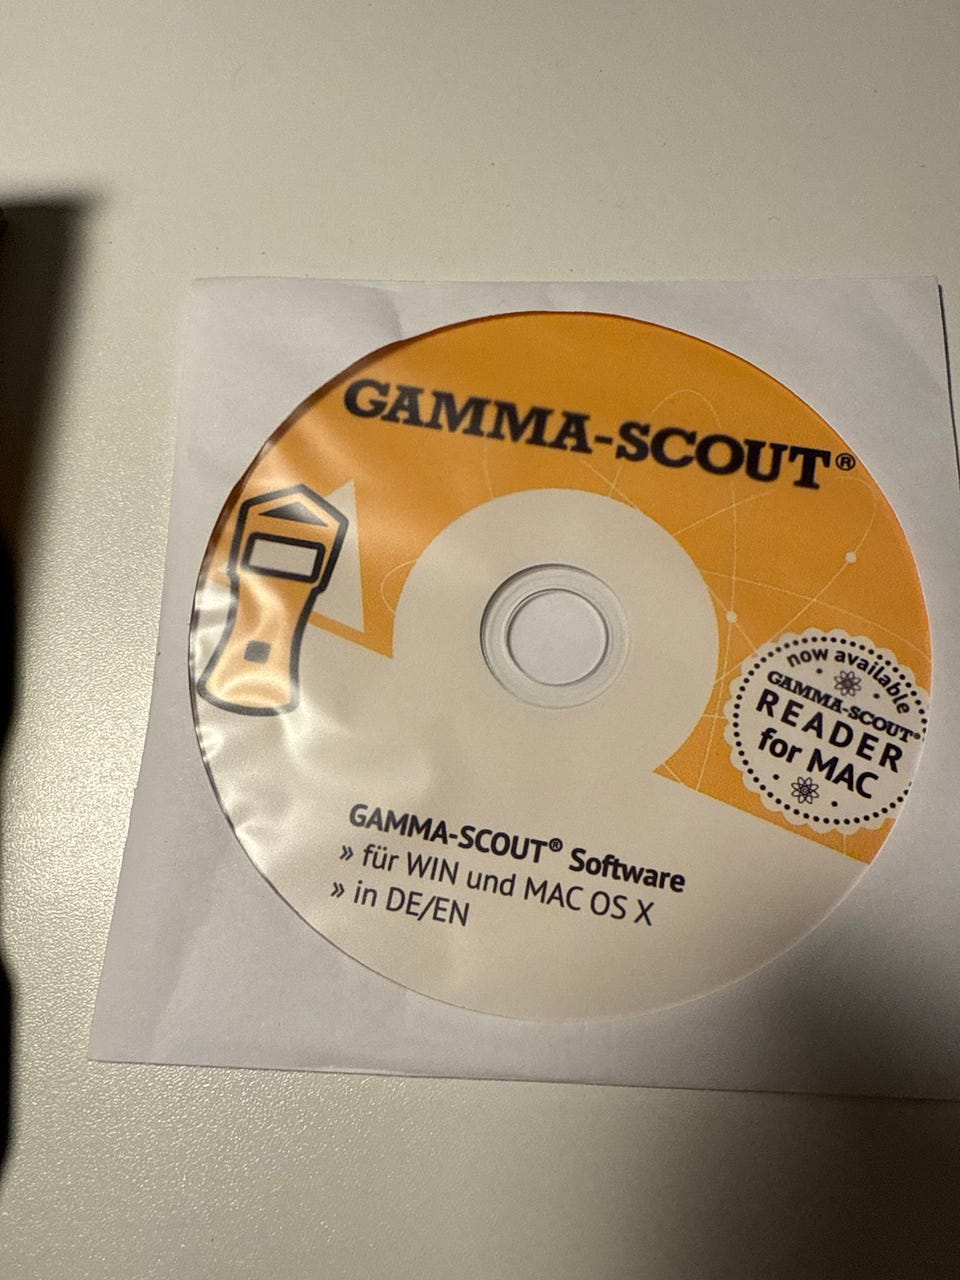 GAMMA-SCOUT®
now available
GAMMA-SCOUT®
READER
for MAC
GAMMA-SCOUT® Software
» für WIN und MAC OS X
» in DE/EN